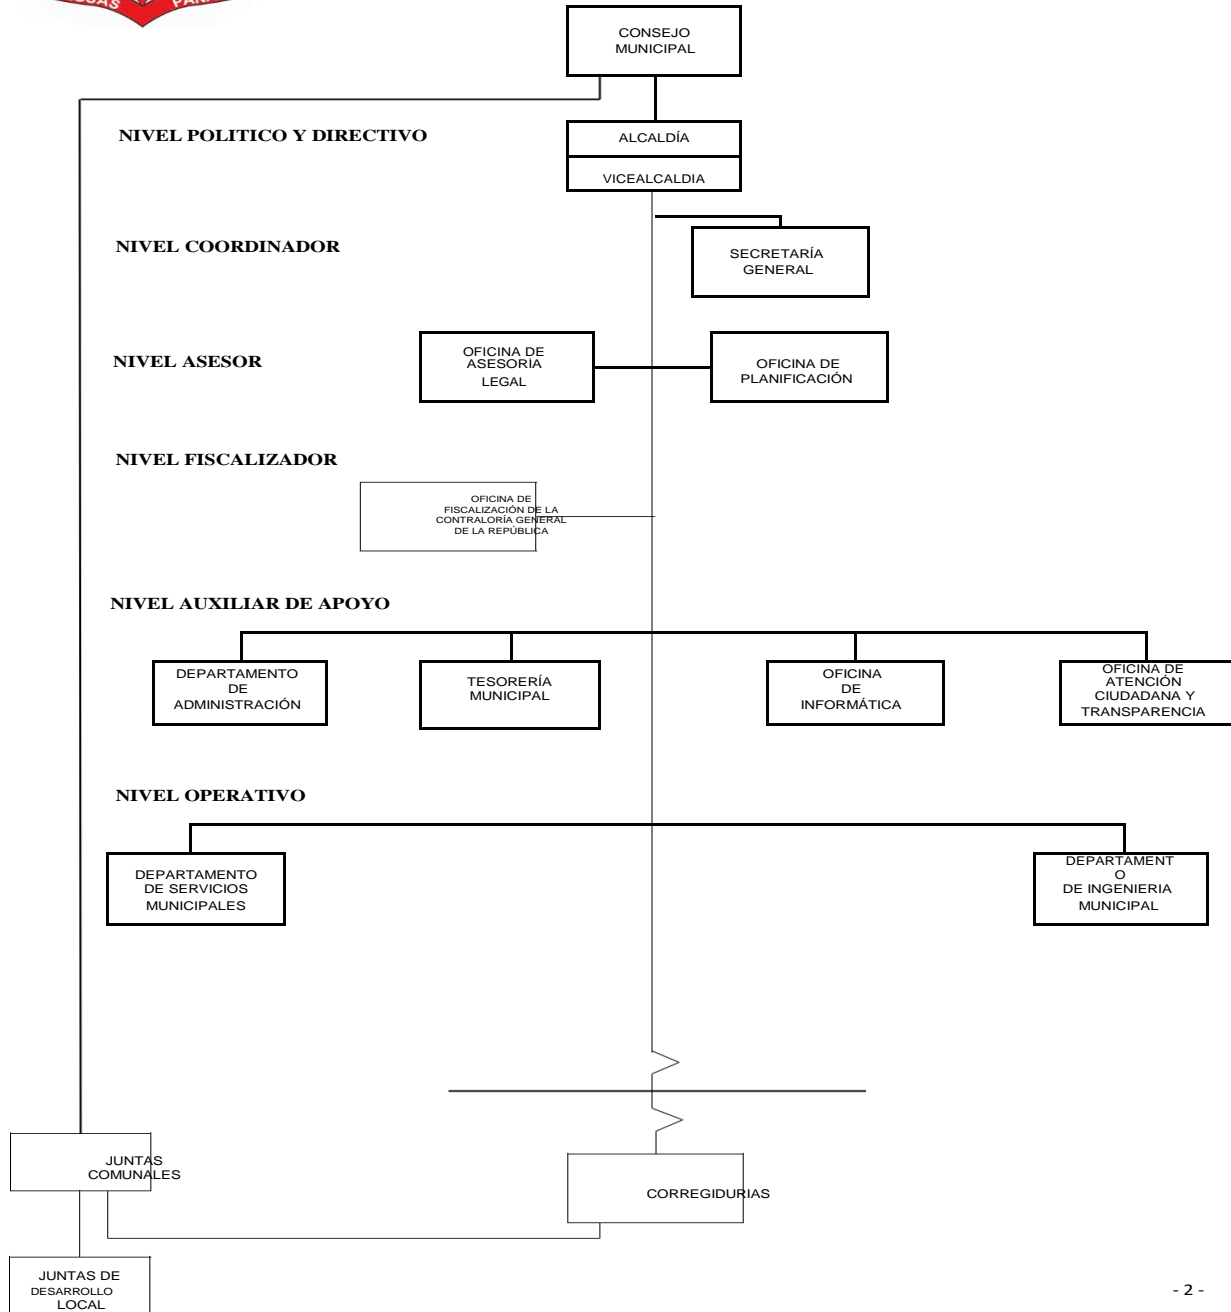 CONSEJO
MUNICIPAL
NIVEL POLITICO Y DIRECTIVO
ALCALDÍA
VICEALCALDIA
NIVEL COORDINADOR
SECRETARÍA
GENERAL
NIVEL ASESOR
OFICINA DE
ASESORÍA
LEGAL
OFICINA DE
PLANIFICACIÓN
NIVEL FISCALIZADOR
OFICINA DE
FISCALIZACIÓN DE LA
CONTRALORÍA GENERAL
DE LA REPÚBLICA
NIVEL AUXILIAR DE APOYO
DEPARTAMENTO
DE
ADMINISTRACIÓN
TESORERÍA
MUNICIPAL
OFICINA
DE
INFORMÁTICA
OFICINA DE
ATENCIÓN
CIUDADANA Y
TRANSPARENCIA
NIVEL OPERATIVO
DEPARTAMENTO
DE SERVICIOS
MUNICIPALES
DEPARTAMENT
O
DE INGENIERIA
MUNICIPAL
JUNTAS
COMUNALES
CORREGIDURIAS
JUNTAS DE
DESARROLLO
LOCAL
- 2 -